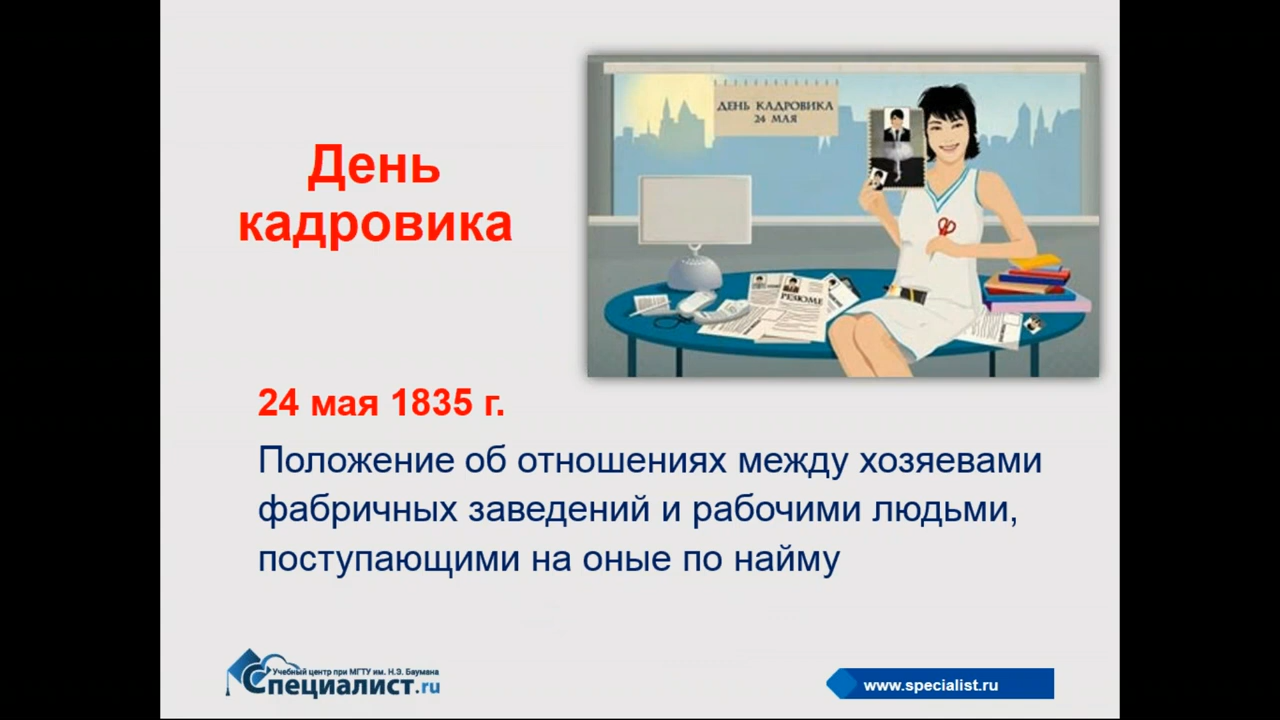 День
кадровика
ДЕНЬ КАДРОВИКА
24 МАЯ
РЕЗЮМЕ
24 мая 1835 г.
Положение об отношениях между хозяевами
фабричных заведений и рабочими людьми,
поступающими на оные по найму
Учебный центр при МГТУ им. Н.Э. Баумана
Специалист.ru
www.specialist.ru